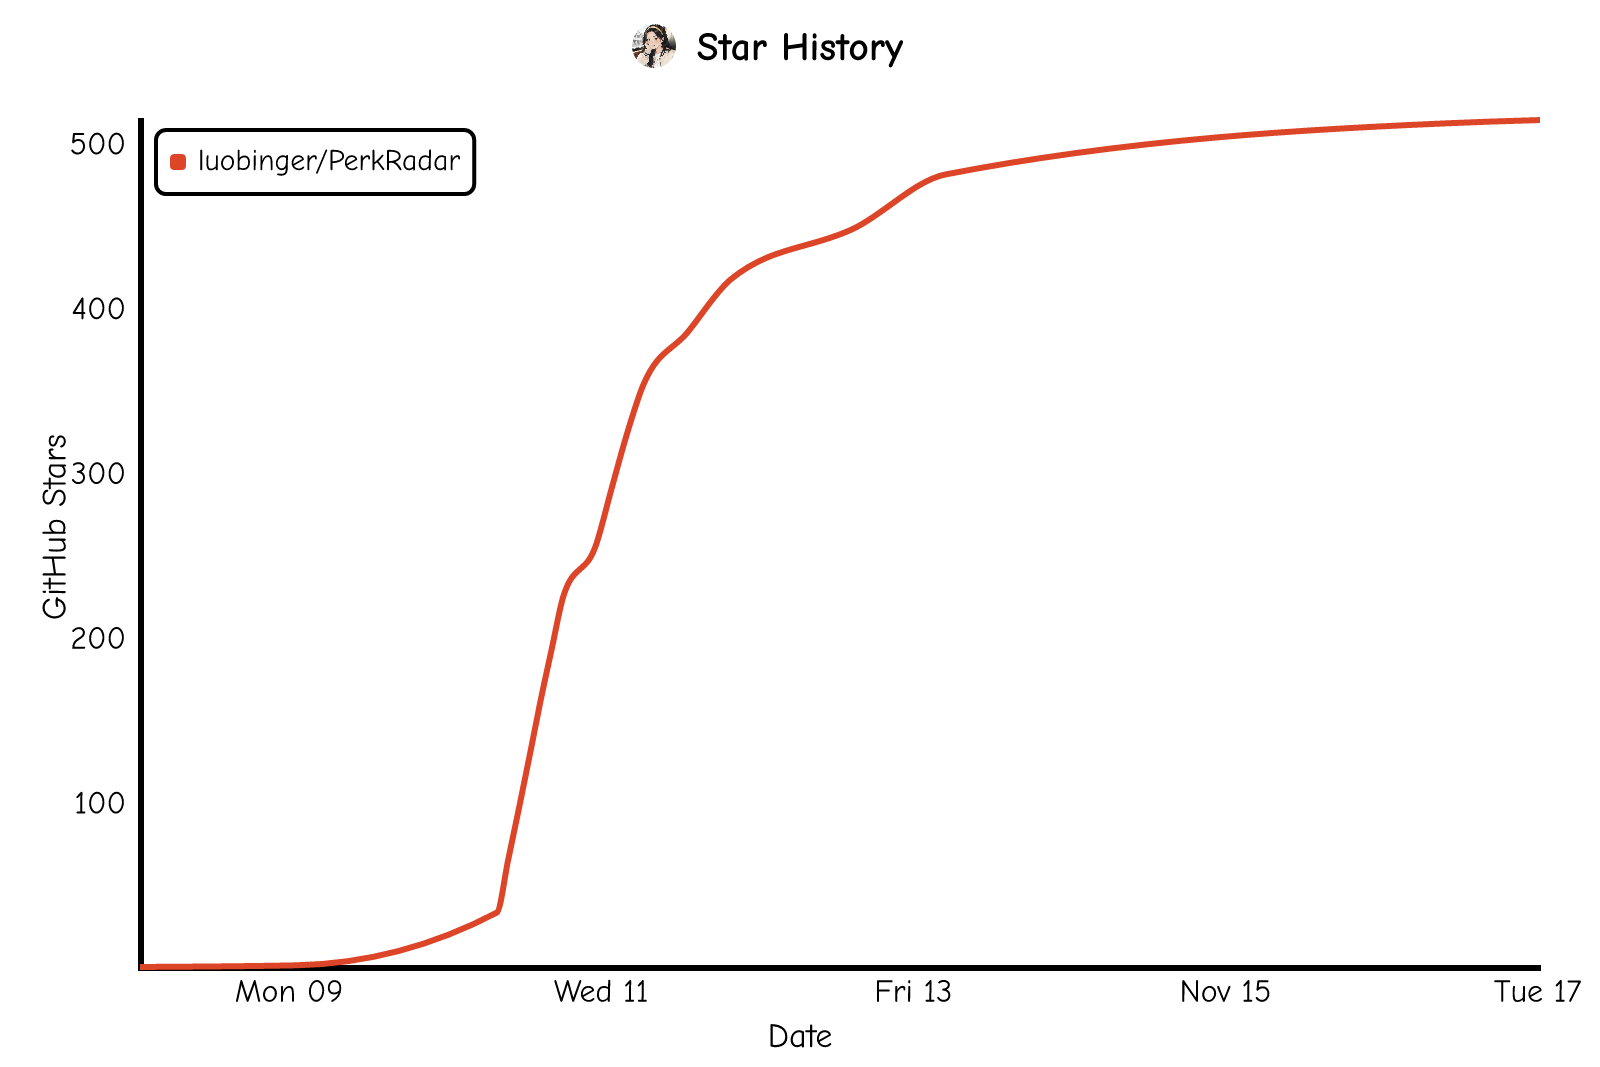 Star History
luobinger/PerkRadar
500
400
300
200
100
GitHub Stars
Mon 09
Wed 11
Fri 13
Nov 15
Tue 17
Date